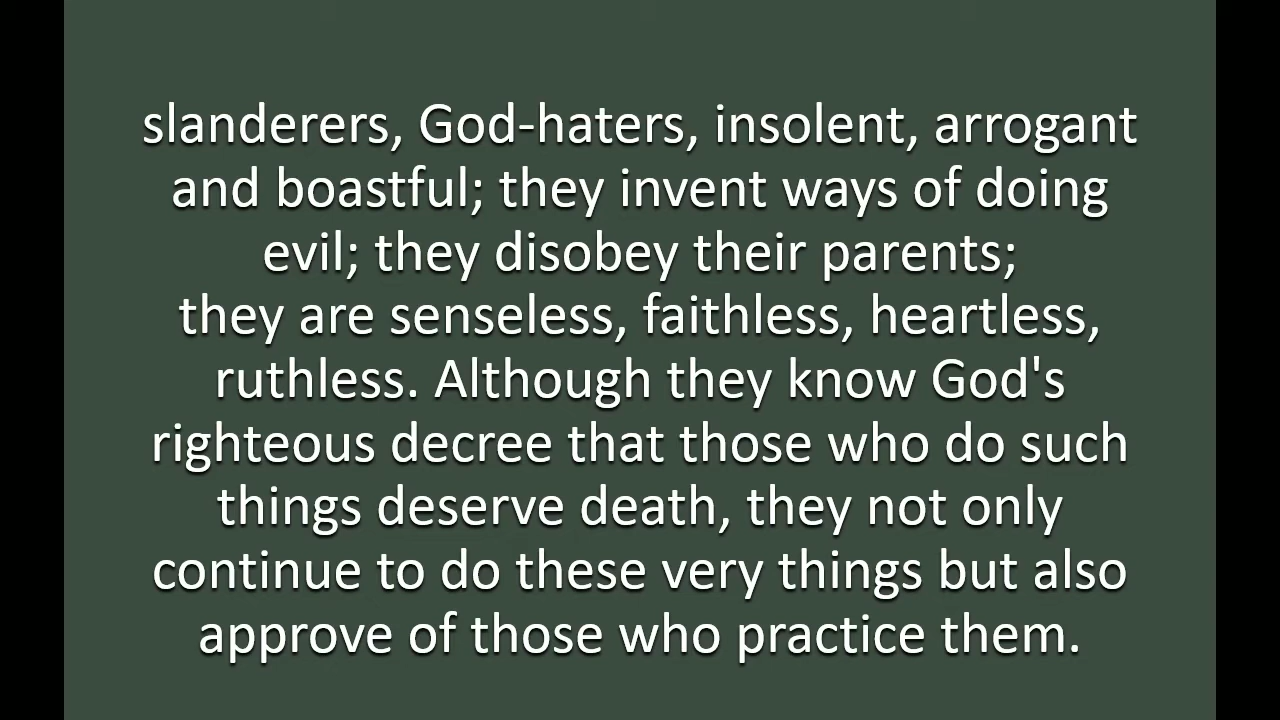 slanderers, God-haters, insolent, arrogant
and boastful; they invent ways of doing
evil; they disobey their parents;
they are senseless, faithless, heartless,
ruthless. Although they know God's
righteous decree that those who do such
things deserve death, they not only
continue to do these very things but also
approve of those who practice them.